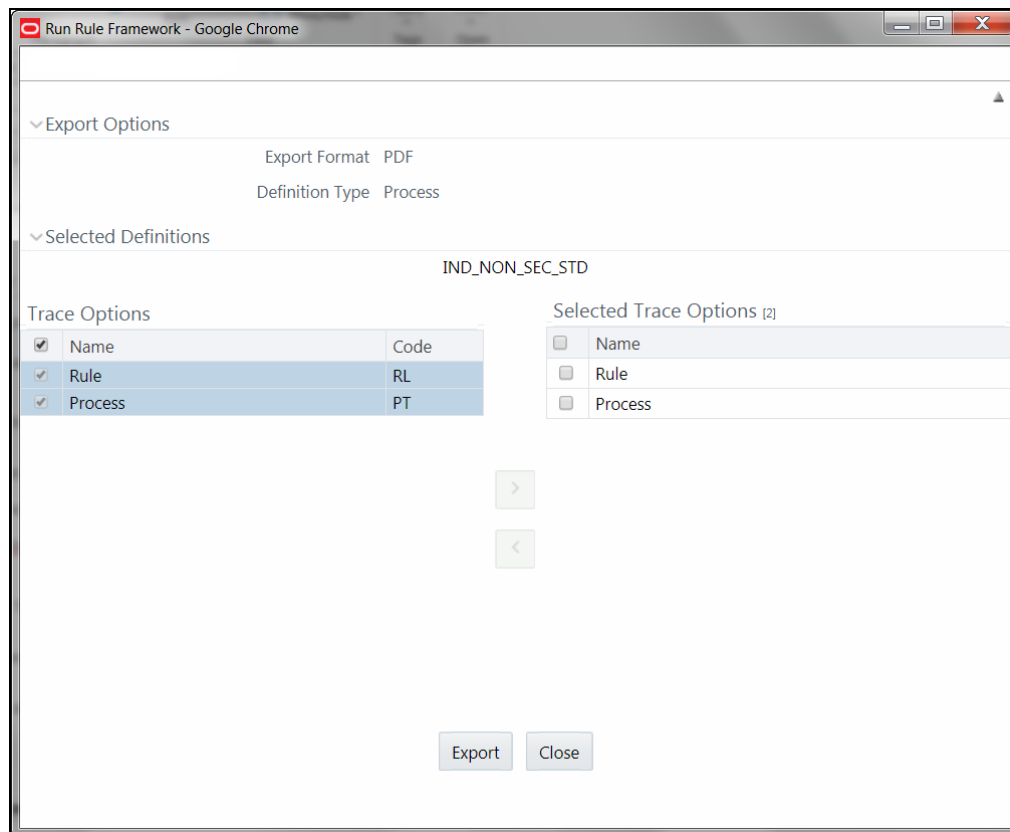 Run Rule Framework - Google Chrome
Export Options
Export Format PDF
Definition Type Process
Selected Definitions
IND_NON_SEC_STD
Trace Options
Name Code
Rule RL
Process PT
Selected Trace Options [2]
Name
Rule
Process
>
<
Export Close